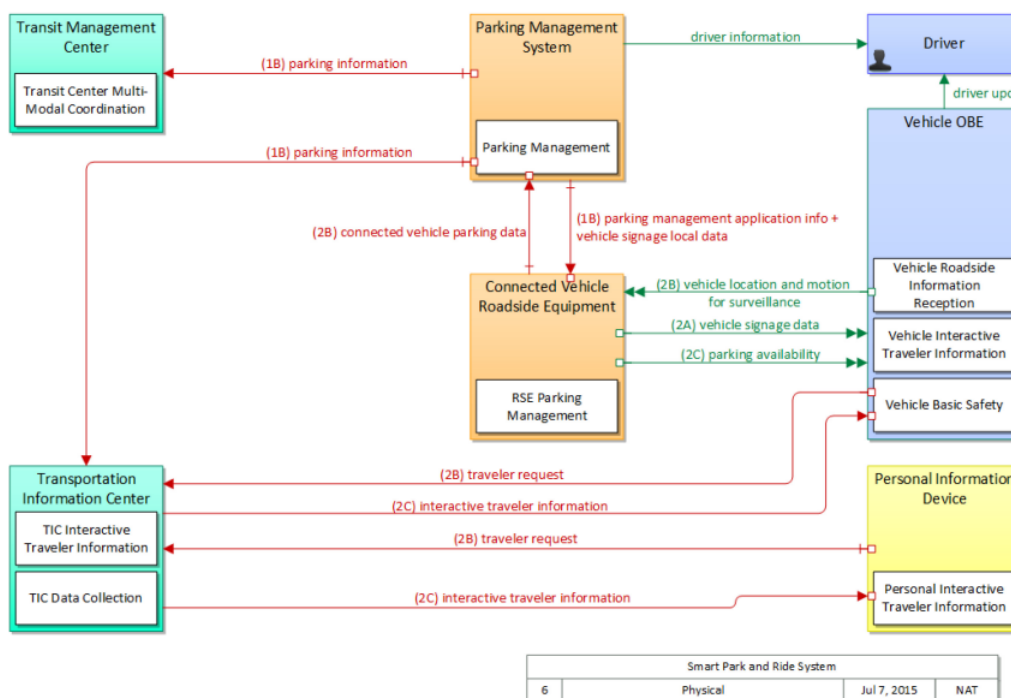 Transit Management
Center
Transit Center Multi-
Modal Coordination
(1B) parking information
Parking Management
System
Parking Management
driver information
Driver
driver upd
(1B) parking information
(2B) connected vehicle parking data
(1B) parking management application info +
vehicle signage local data
Vehicle OBE
Vehicle Roadside
Information
Reception
Vehicle Interactive
Traveler Information
Vehicle Basic Safety
Connected Vehicle
Roadside Equipment
RSE Parking
Management
(2B) vehicle location and motion
for surveillance
(2A) vehicle signage data
(2C) parking availability
Transportation
Information Center
TIC Interactive
Traveler Information
TIC Data Collection
(2B) traveler request
(2C) interactive traveler information
(2B) traveler request
(2C) interactive traveler information
Personal Information
Device
Personal Interactive
Traveler Information
Smart Park and Ride System
6 Physical Jul 7, 2015 NAT